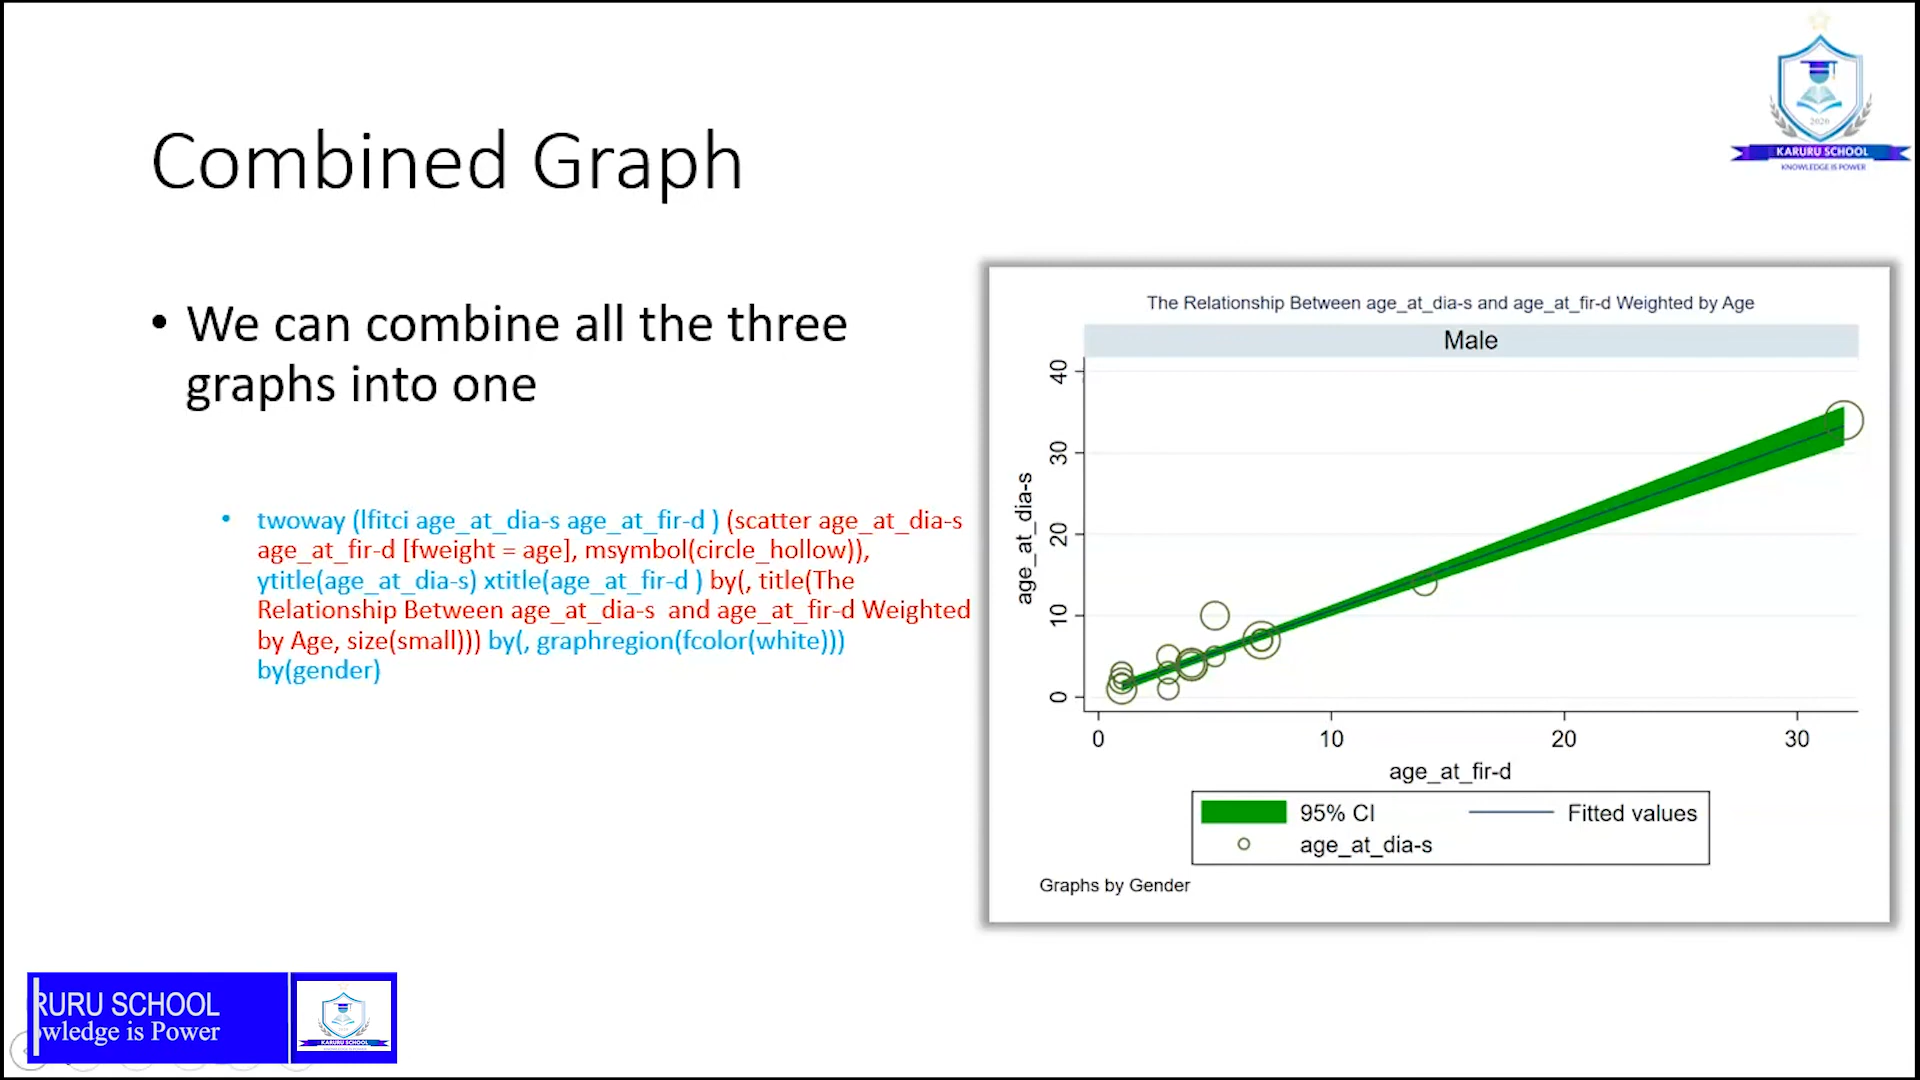 2020
KARURU SCHOOL
KNOWLEDGE IS POWER
Combined Graph
• We can combine all the three
graphs into one
• twoway (lfitci age_at_dia-s age_at_fir-d ) (scatter age_at_dia-s
age_at_fir-d [fweight = age], msymbol(circle_hollow)),
ytitle(age_at_dia-s) xtitle(age_at_fir-d ) by(, title(The
Relationship Between age_at_dia-s  and age_at_fir-d Weighted
by Age, size(small))) by(, graphregion(fcolor(white)))
by(gender)
The Relationship Between age_at_dia-s and age_at_fir-d Weighted by Age
Male
40
30
20
10
0
age_at_dia-s
0 10 20 30
age_at_fir-d
95% CI Fitted values
age_at_dia-s
Graphs by Gender
RURU SCHOOL
owledge is Power
KARURU SCHOOL